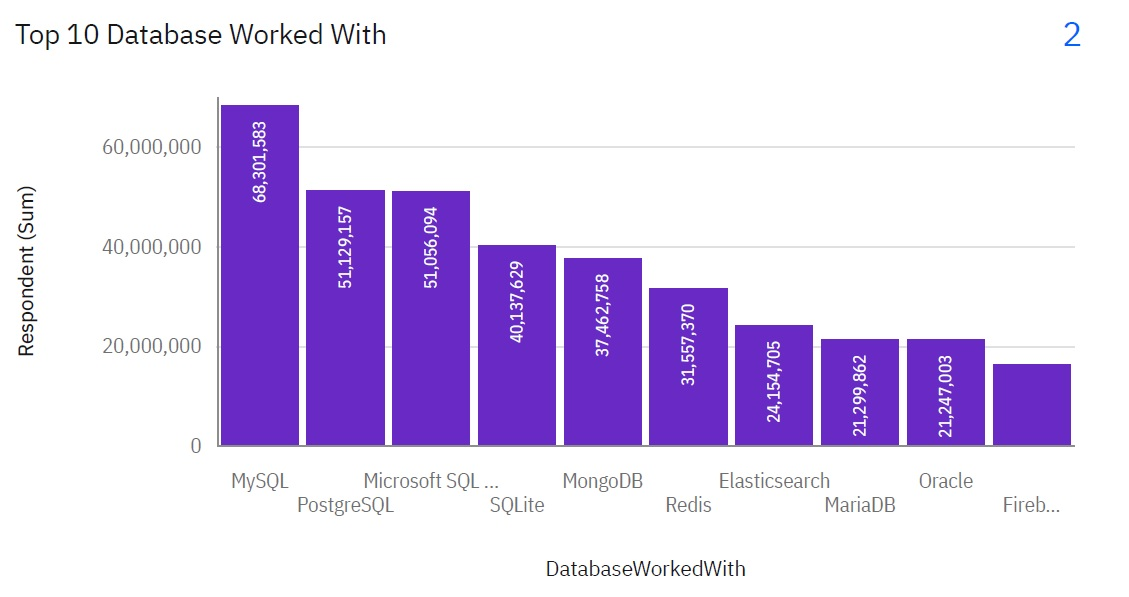 Top 10 Database Worked With
2
Respondent (Sum)
60,000,000
40,000,000
20,000,000
0
68,301,583
51,129,157
51,056,094
40,137,629
37,462,758
31,557,370
24,154,705
21,299,862
21,247,003
MySQL
PostgreSQL
Microsoft SQL ...
SQLite
MongoDB
Redis
Elasticsearch
MariaDB
Oracle
Fireb...
DatabaseWorkedWith